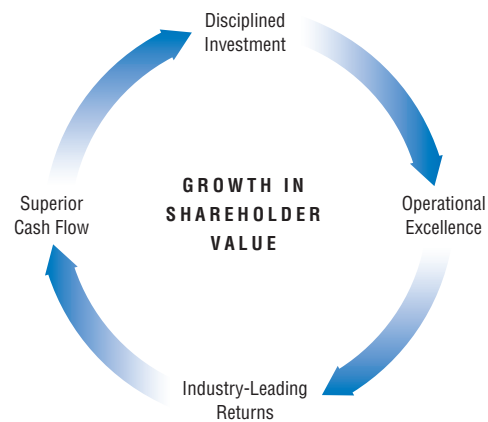 Disciplined
Investment
GROWTH IN
SHAREHOLDER
VALUE
Superior
Cash Flow
Operational
Excellence
Industry-Leading
Returns